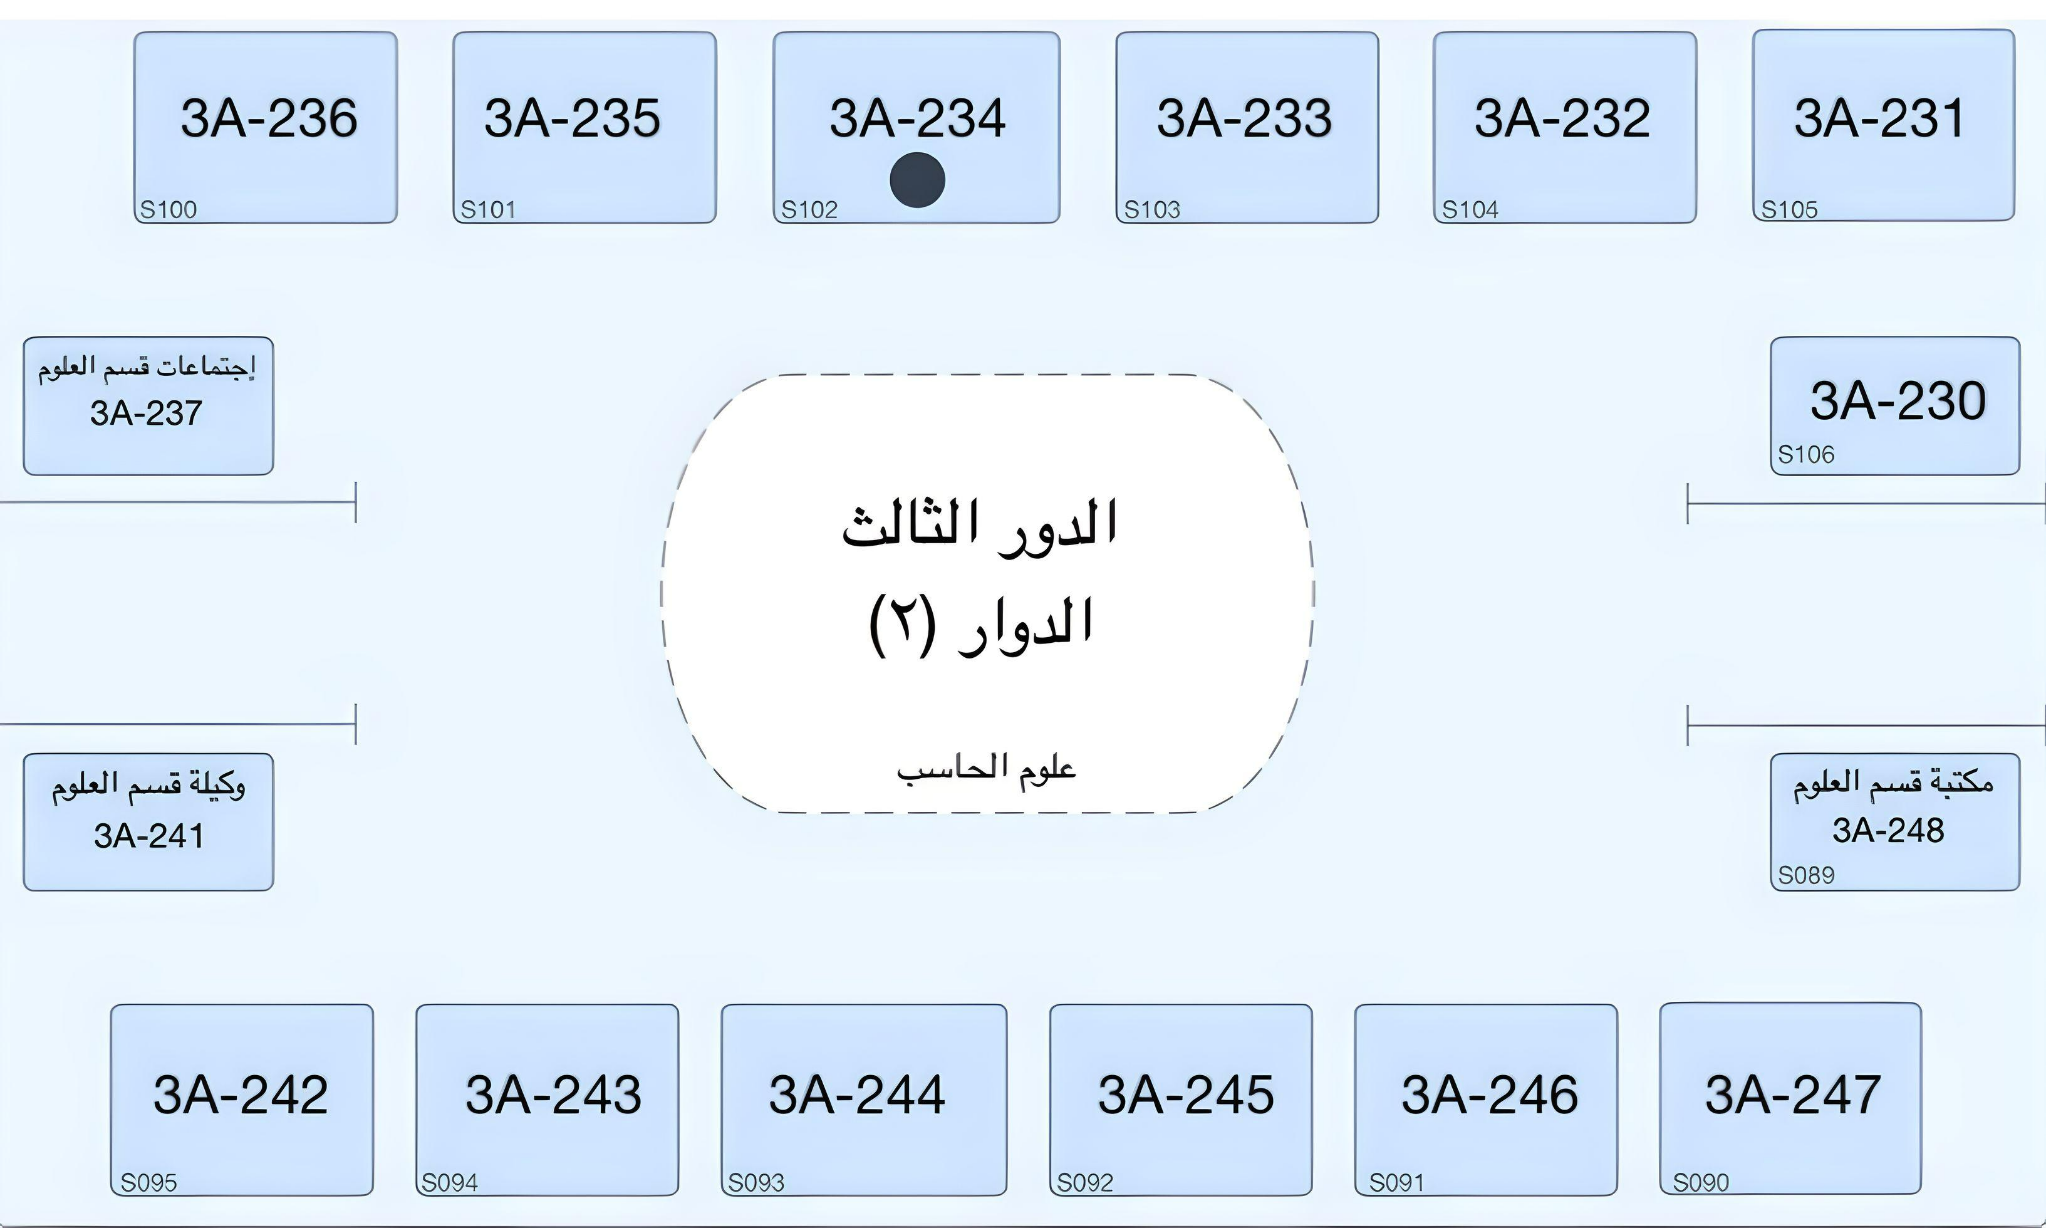 3A-236
S100
3A-235
S101
3A-234
S102
3A-233
S103
3A-232
S104
3A-231
S105
إجتماعات قسم العلوم
3A-237
3A-230
S106
الدور الثالث
الدوار (٢)
علوم الحاسب
وكيلة قسم العلوم
3A-241
مكتبة قسم العلوم
3A-248
S089
3A-242
S095
3A-243
S094
3A-244
S093
3A-245
S092
3A-246
S091
3A-247
S090